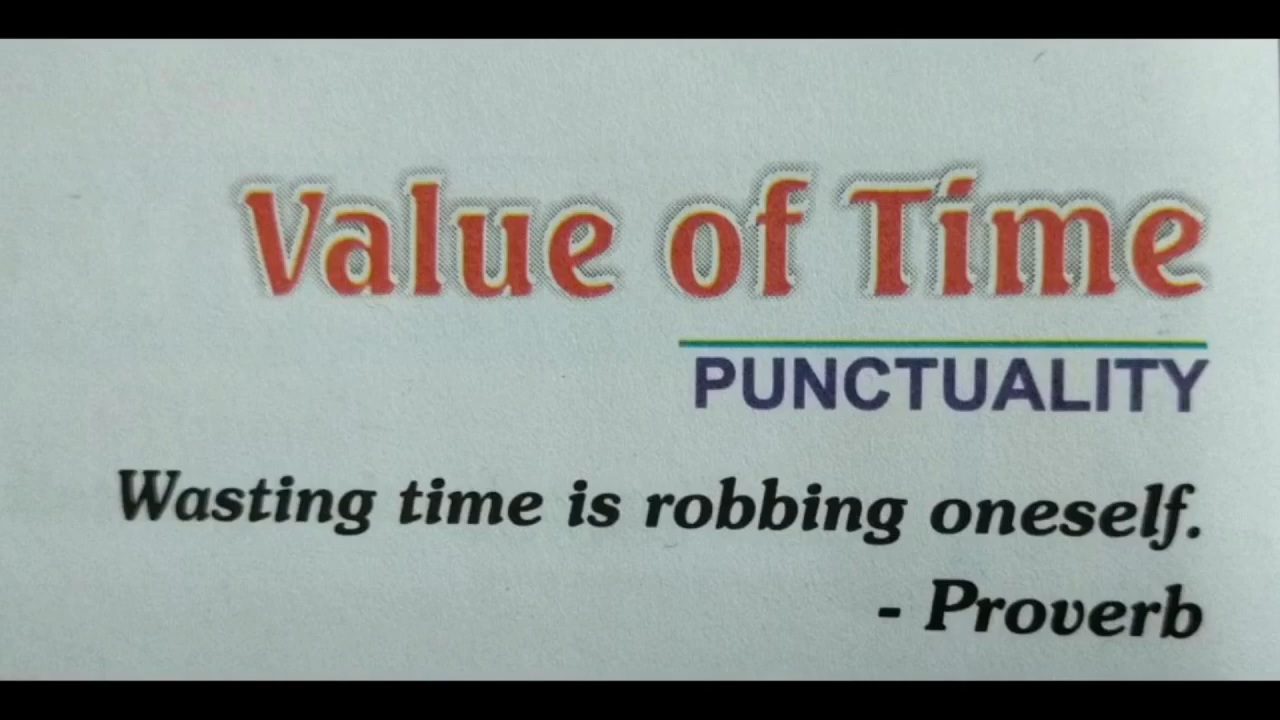 Value of Time
PUNCTUALITY
Wasting time is robbing oneself.
- Proverb